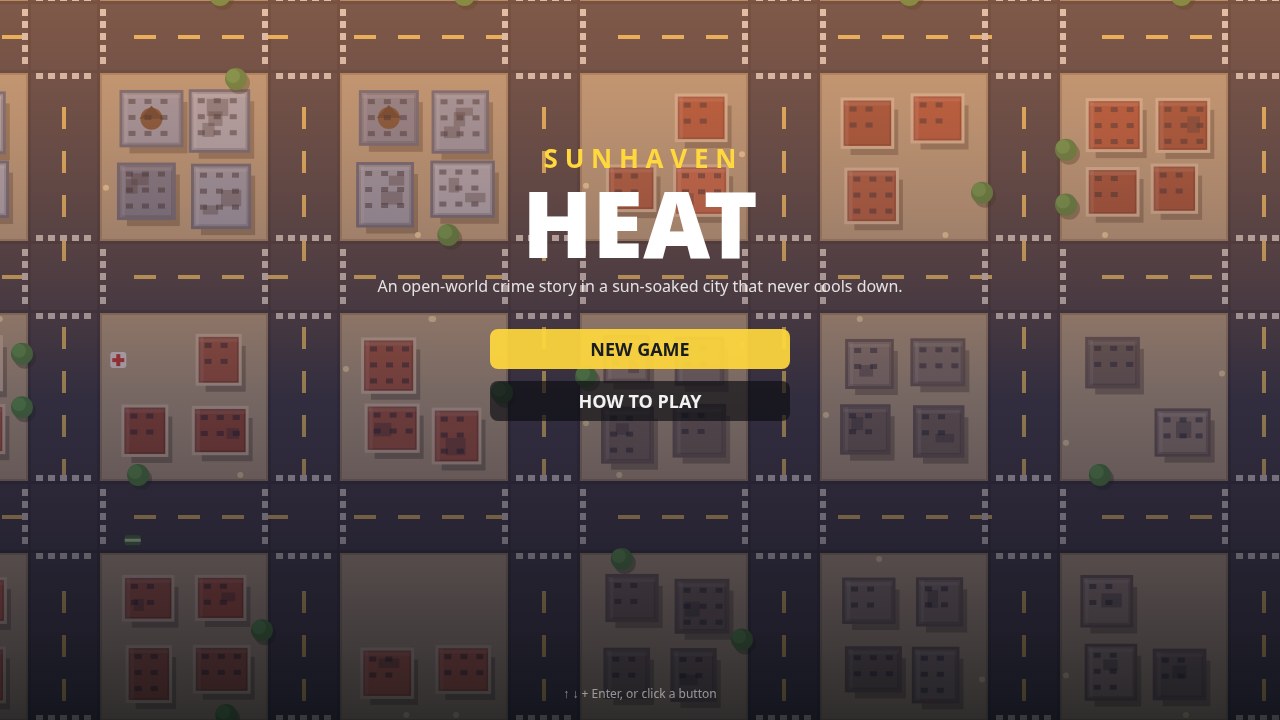 SUNHAVEN
HEAT
An open-world crime story in a sun-soaked city that never cools down.
NEW GAME
HOW TO PLAY
↑ ↓ + Enter, or click a button